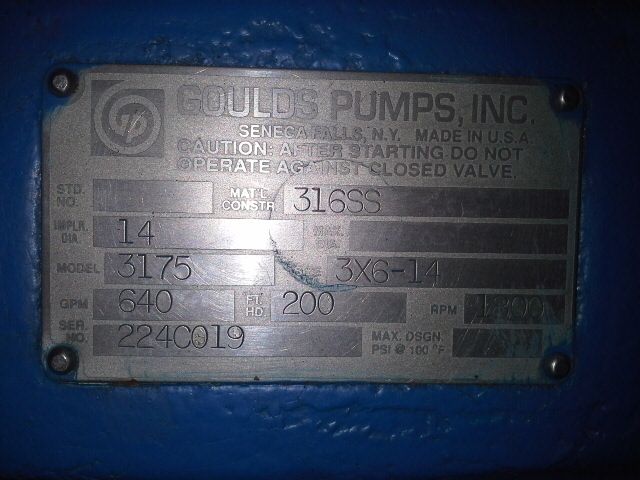 GOULDS PUMPS, INC.
SENECA FALLS, N.Y. MADE IN U.S.A.
CAUTION: AFTER STARTING DO NOT
OPERATE AGAINST CLOSED VALVE.
STD. NO. MAT'L CONSTR 316SS
IMPLR. DIA. 14 MAX. DIA.
MODEL 3175 SIZE 3X6-14
GPM 640 FT. HD. 200 RPM 1800
SER. NO. 224C019 MAX. DSGN. PSI @ 100 °F